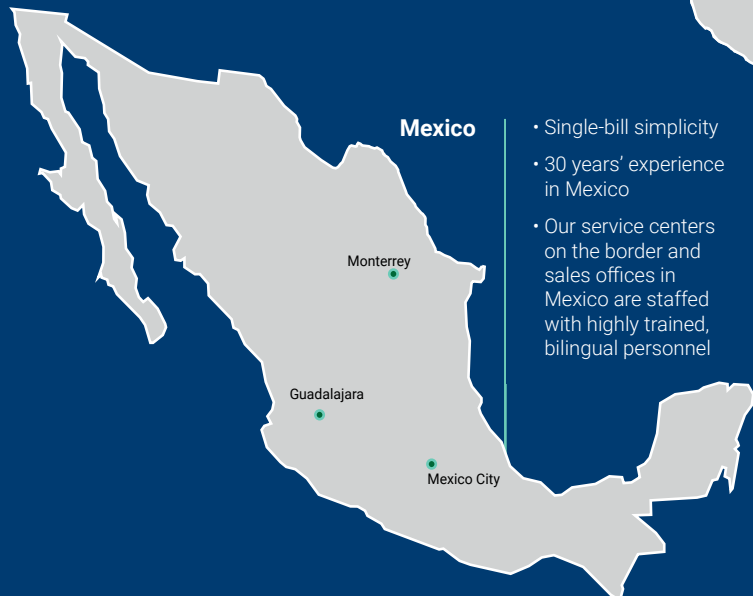 Mexico
• Single-bill simplicity
• 30 years’ experience
in Mexico
• Our service centers
on the border and
sales offices in
Mexico are staffed
with highly trained,
bilingual personnel
Monterrey
Guadalajara
Mexico City